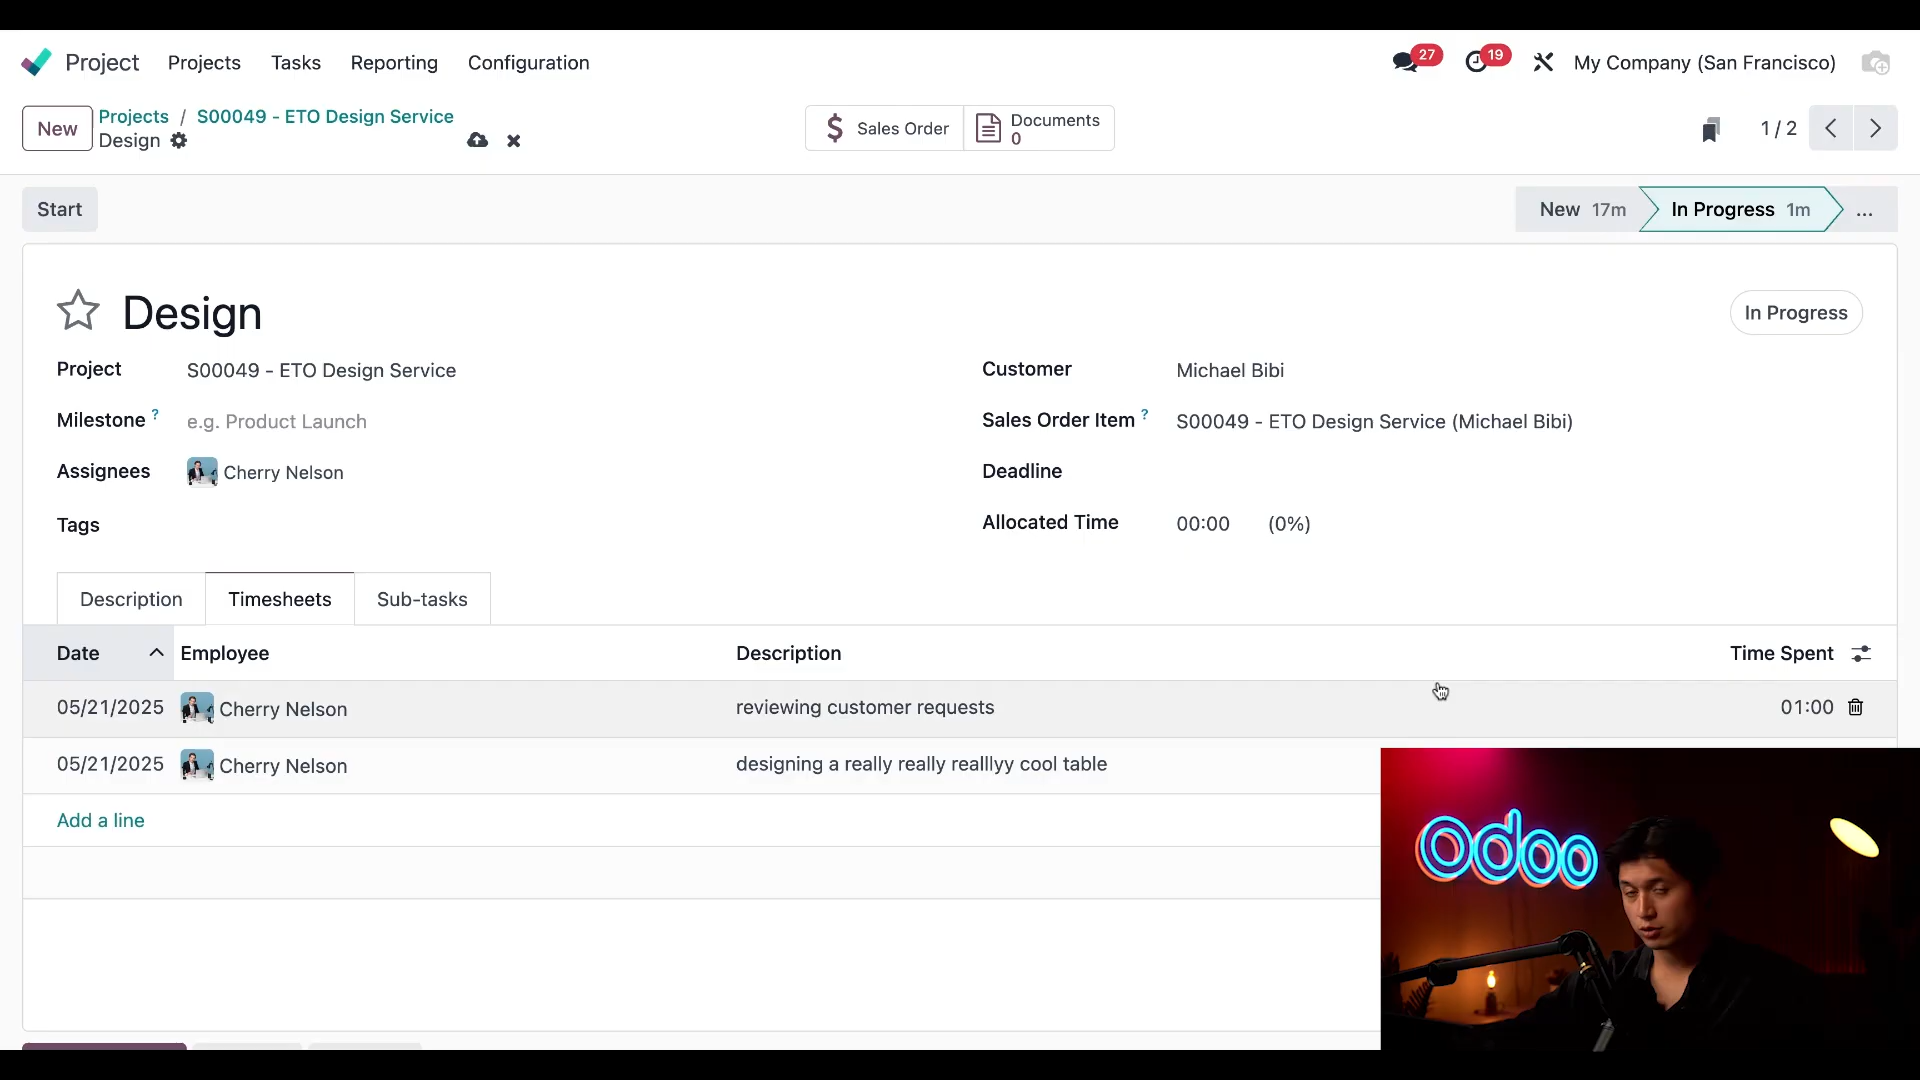 Project Projects Tasks Reporting Configuration 27 19 My Company (San Francisco)
New Projects / S00049 - ETO Design Service
Design
Sales Order
Documents
0
1 / 2
Start
New 17m In Progress 1m ...
Design
In Progress
Project S00049 - ETO Design Service
Customer Michael Bibi
Milestone ? e.g. Product Launch
Sales Order Item ? S00049 - ETO Design Service (Michael Bibi)
Assignees Cherry Nelson
Deadline
Tags
Allocated Time 00:00 (0%)
Description Timesheets Sub-tasks
Date Employee Description Time Spent
05/21/2025 Cherry Nelson reviewing customer requests 01:00
05/21/2025 Cherry Nelson designing a really really realllyy cool table
Add a line
odoo